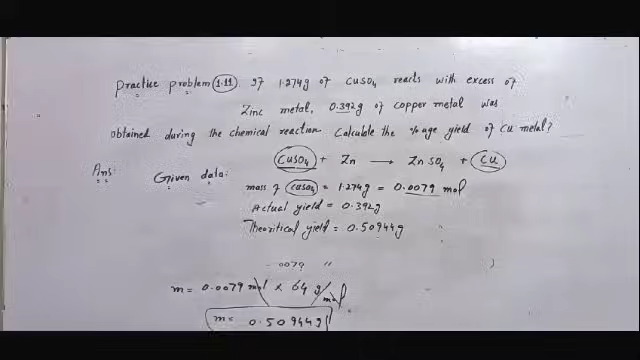 Practice problem 1.11 If 1.274g of CuSO4 reacts with excess of
Zinc metal, 0.392g of copper metal was
obtained during the chemical reaction Calculate the %age yield of Cu metal?
CuSO4 + Zn → ZnSO4 + Cu
Ans: Given data:
mass of CuSO4 = 1.274g = 0.0079 mol
Actual yield = 0.392g
Theoritical yield = 0.50944g
0079 "
m = 0.0079 mol × 64 g/mol
m = 0.50944g